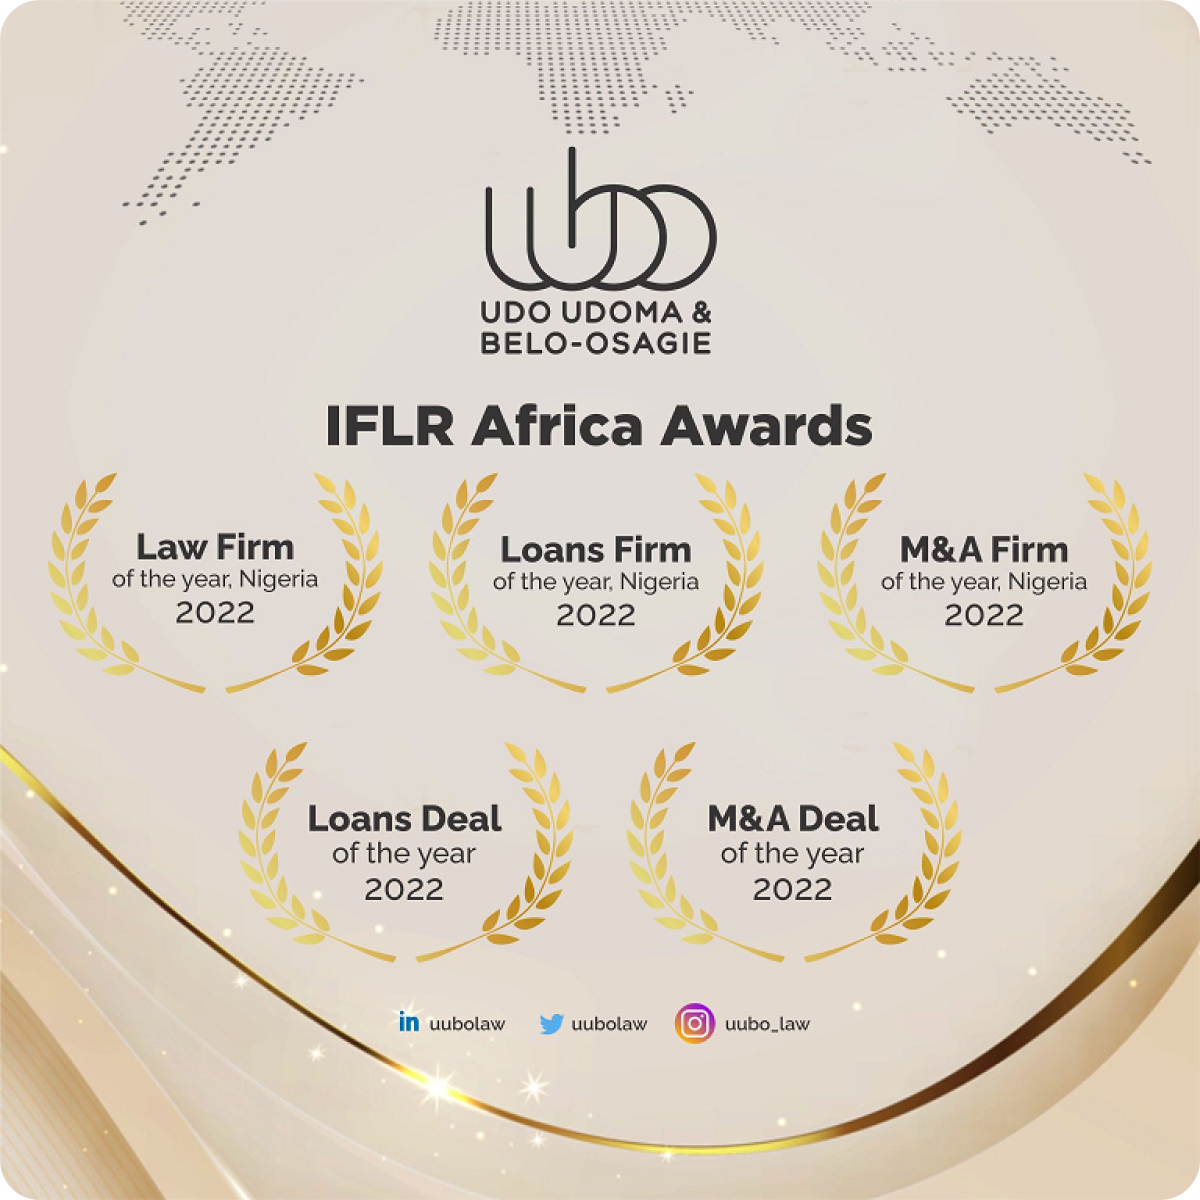 ubo
UDO UDOMA &
BELO-OSAGIE
IFLR Africa Awards
Law Firm
of the year, Nigeria
2022
Loans Firm
of the year, Nigeria
2022
M&A Firm
of the year, Nigeria
2022
Loans Deal
of the year
2022
M&A Deal
of the year
2022
in uubolaw
uubolaw
uubo_law